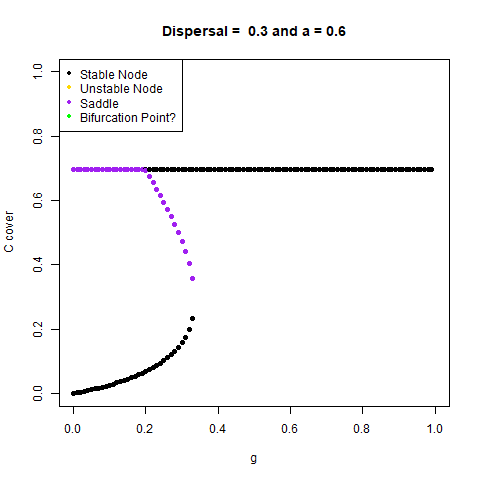 Dispersal =  0.3 and a = 0.6
Stable Node
Unstable Node
Saddle
Bifurcation Point?
C cover
1.0
0.8
0.6
0.4
0.2
0.0
0.0 0.2 0.4 0.6 0.8 1.0
g